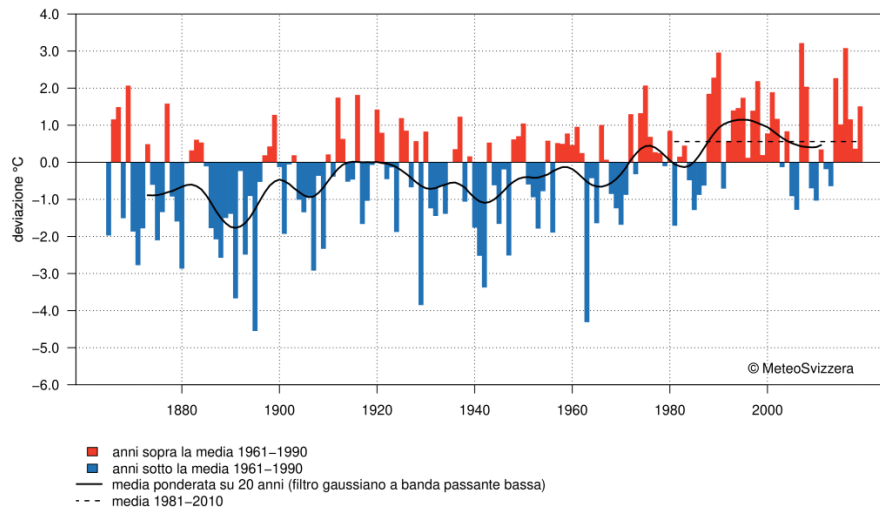 4.0
3.0
2.0
1.0
0.0
−1.0
−2.0
−3.0
−4.0
−5.0
−6.0
deviazione °C
© MeteoSvizzera
1880 1900 1920 1940 1960 1980 2000
anni sopra la media 1961−1990
anni sotto la media 1961−1990
media ponderata su 20 anni (filtro gaussiano a banda passante bassa)
media 1981−2010